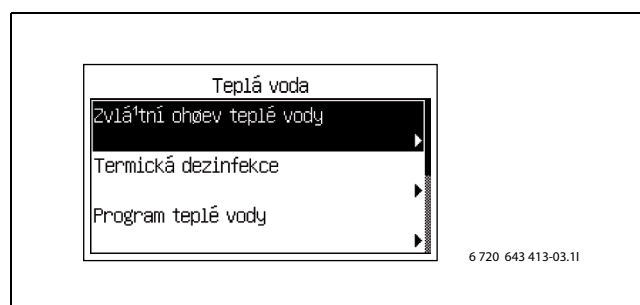 Teplá voda
Zvlá¹tní ohøev teplé vody
Termická dezinfekce
Program teplé vody
6 720 643 413-03.1I